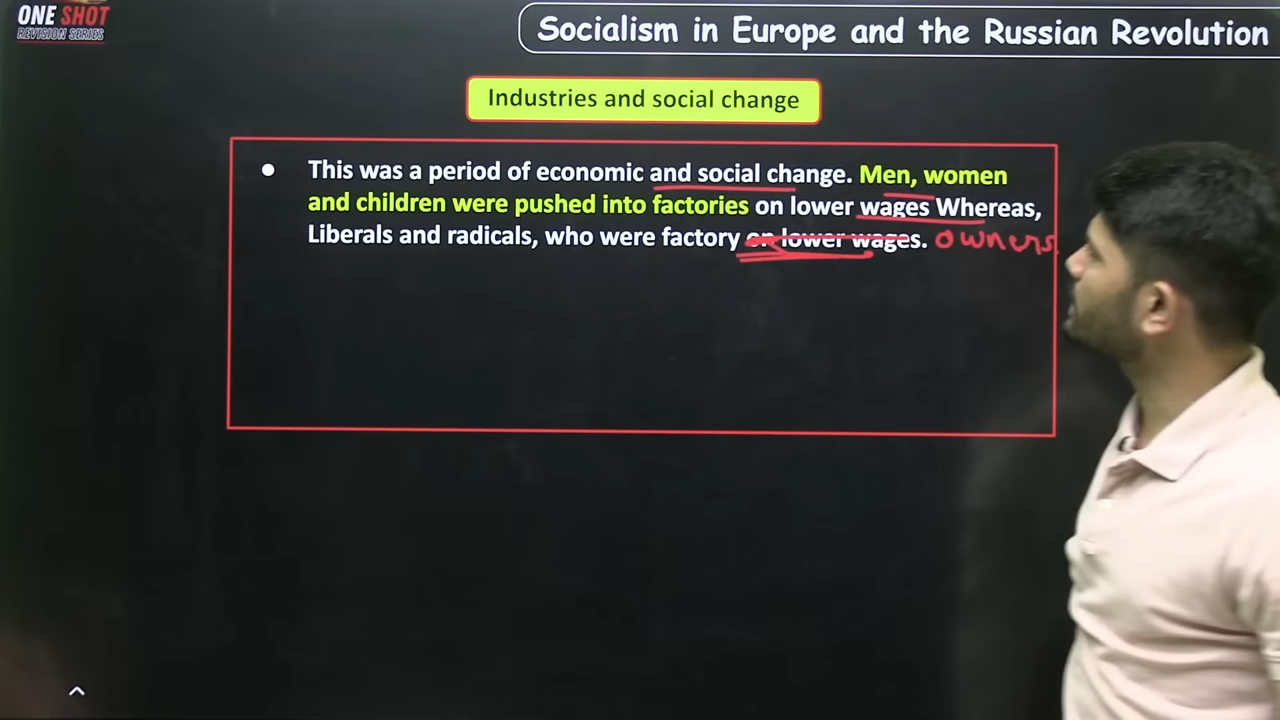 ONE SHOT
REVISION SERIES
Socialism in Europe and the Russian Revolution
Industries and social change
This was a period of economic and social change. Men, women
and children were pushed into factories on lower wages Whereas,
Liberals and radicals, who were factory on lower wages. owners